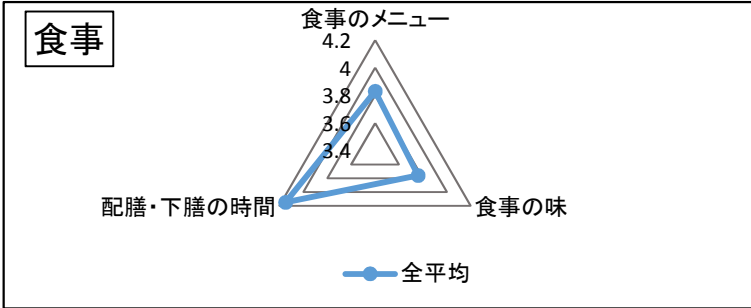 食事
食事のメニュー
4.2
4
3.8
3.6
3.4
配膳・下膳の時間
食事の味
全平均